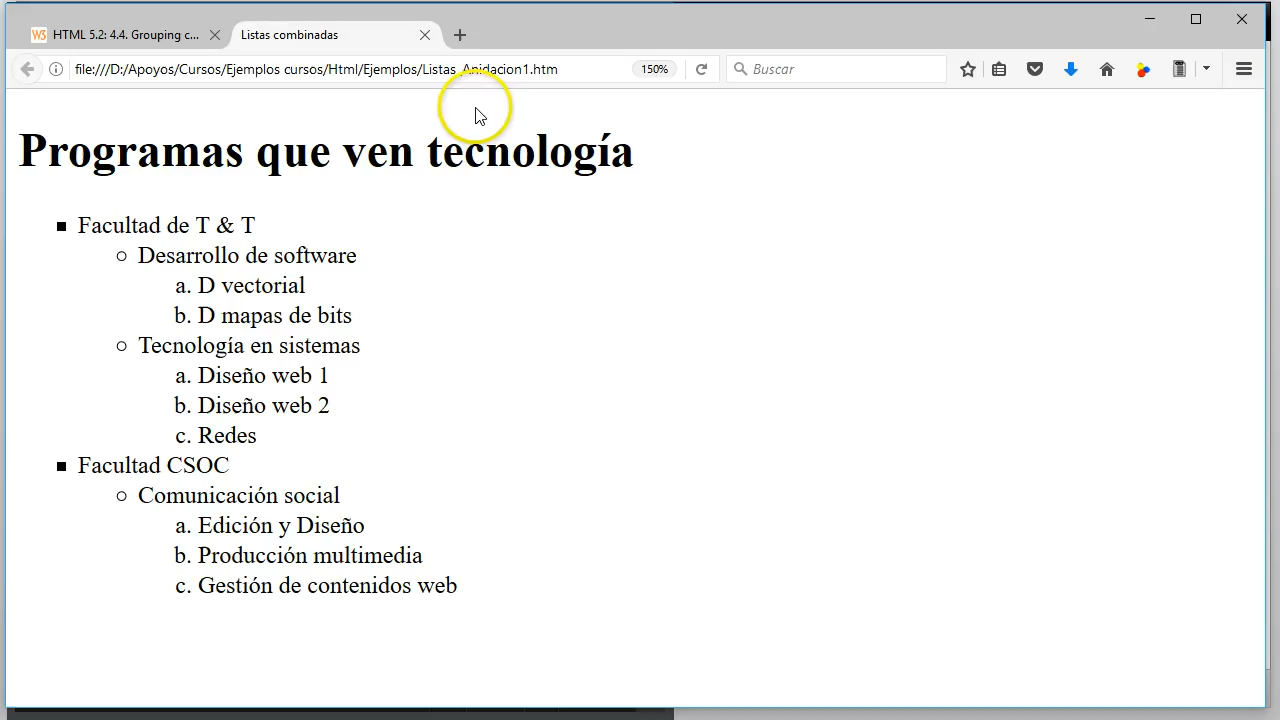 HTML 5.2: 4.4. Grouping c...
Listas combinadas
file:///D:/Apoyos/Cursos/Ejemplos cursos/Html/Ejemplos/Listas_Anidacion1.htm
150%
Buscar
Programas que ven tecnología
Facultad de T & T
Desarrollo de software
a. D vectorial
b. D mapas de bits
Tecnología en sistemas
a. Diseño web 1
b. Diseño web 2
c. Redes
Facultad CSOC
Comunicación social
a. Edición y Diseño
b. Producción multimedia
c. Gestión de contenidos web